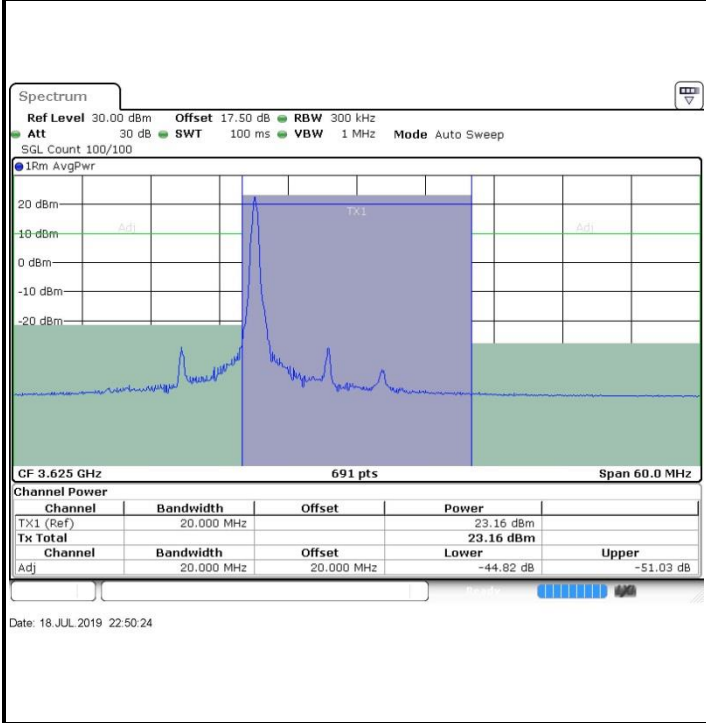 Spectrum
Ref Level 30.00 dBm Offset 17.50 dB RBW 300 kHz
Att 30 dB SWT 100 ms VBW 1 MHz Mode Auto Sweep
SGL Count 100/100
1Rm AvgPwr
20 dBm
TX1
10 dBm
Adj
Adj
0 dBm
-10 dBm
-20 dBm
CF 3.625 GHz 691 pts Span 60.0 MHz
Channel Power
Channel Bandwidth Offset Power
TX1 (Ref) 20.000 MHz 23.16 dBm
Tx Total 23.16 dBm
Channel Bandwidth Offset Lower Upper
Adj 20.000 MHz 20.000 MHz -44.82 dB -51.03 dB
Ready
Date: 18.JUL.2019 22:50:24